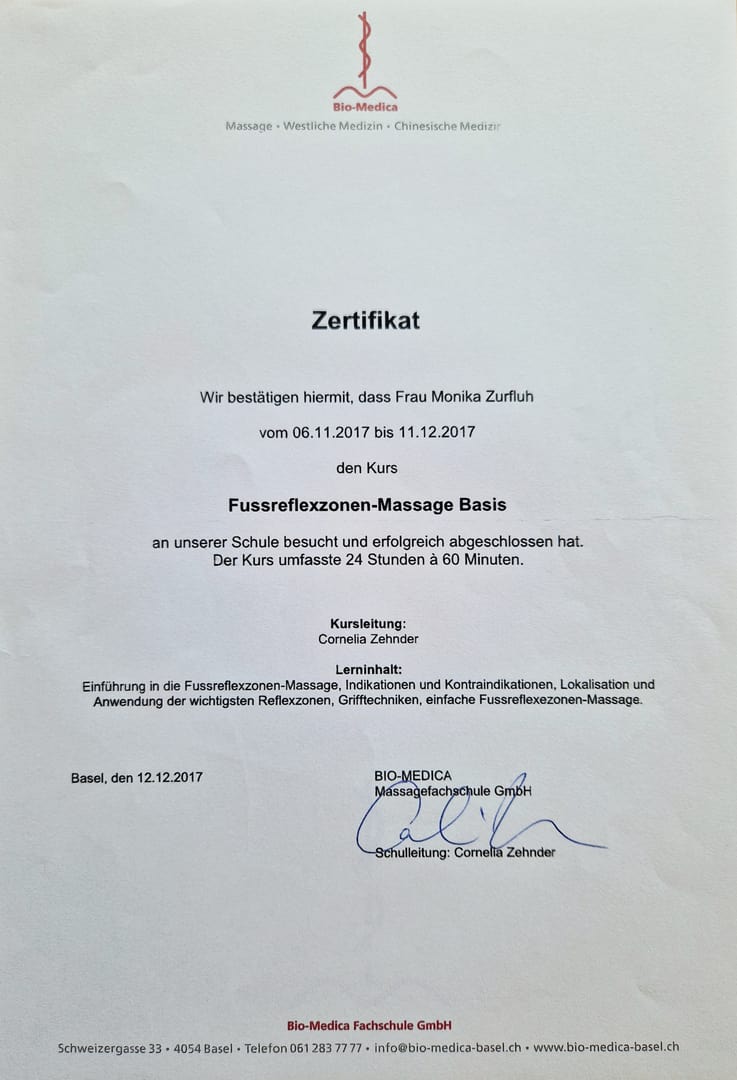 Bio-Medica
Massage • Westliche Medizin • Chinesische Medizin
Zertifikat
Wir bestätigen hiermit, dass Frau Monika Zurfluh
vom 06.11.2017 bis 11.12.2017
den Kurs
Fussreflexzonen-Massage Basis
an unserer Schule besucht und erfolgreich abgeschlossen hat.
Der Kurs umfasste 24 Stunden à 60 Minuten.
Kursleitung:
Cornelia Zehnder
Lerninhalt:
Einführung in die Fussreflexzonen-Massage, Indikationen und Kontraindikationen, Lokalisation und
Anwendung der wichtigsten Reflexzonen, Grifftechniken, einfache Fussreflexezonen-Massage.
Basel, den 12.12.2017
BIO-MEDICA
Massagefachschule GmbH
Schulleitung: Cornelia Zehnder
Bio-Medica Fachschule GmbH
Schweizergasse 33 • 4054 Basel • Telefon 061 283 77 77 • info@bio-medica-basel.ch • www.bio-medica-basel.ch